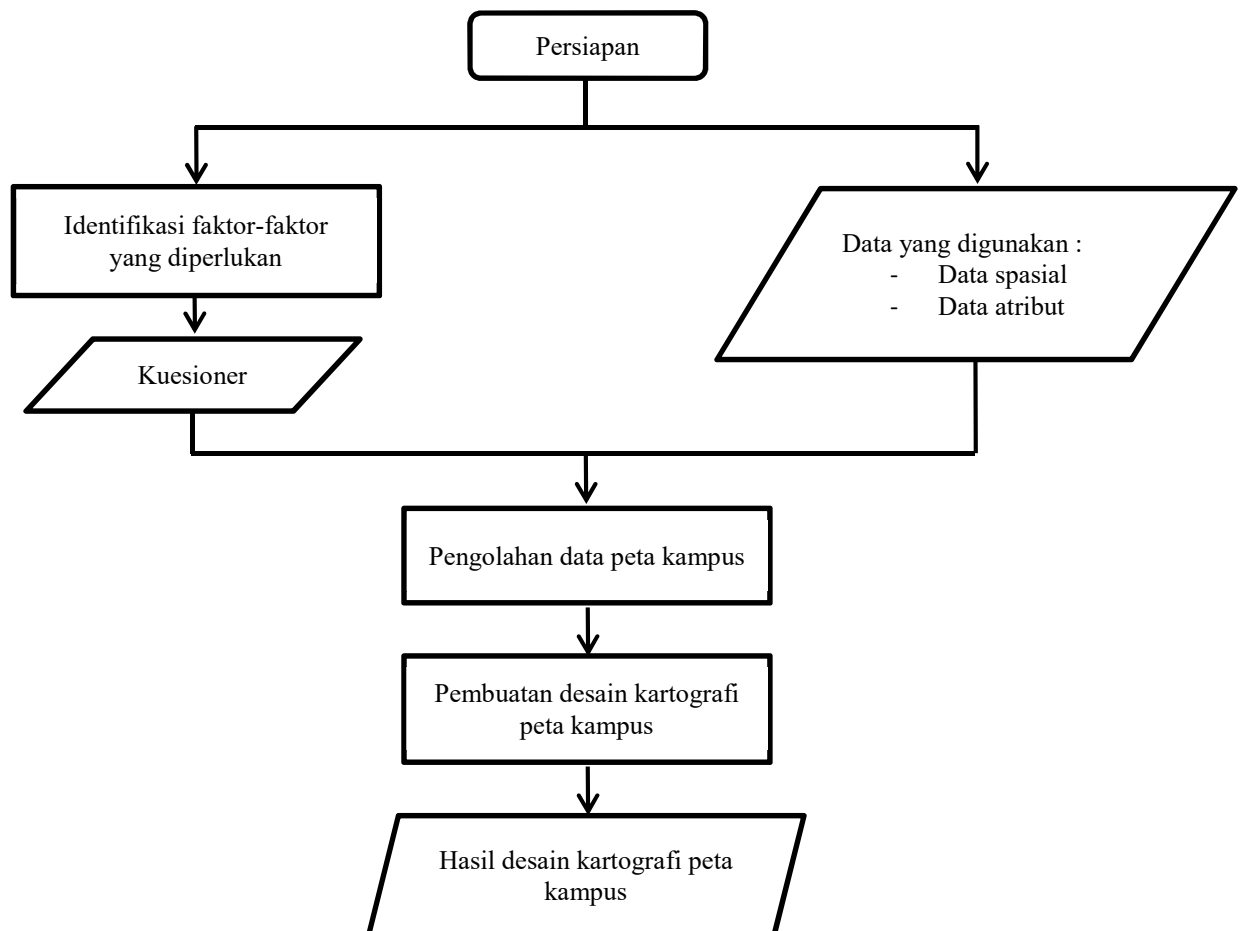 Persiapan
Identifikasi faktor-faktor
yang diperlukan
Data yang digunakan :
- Data spasial
- Data atribut
Kuesioner
Pengolahan data peta kampus
Pembuatan desain kartografi
peta kampus
Hasil desain kartografi peta
kampus